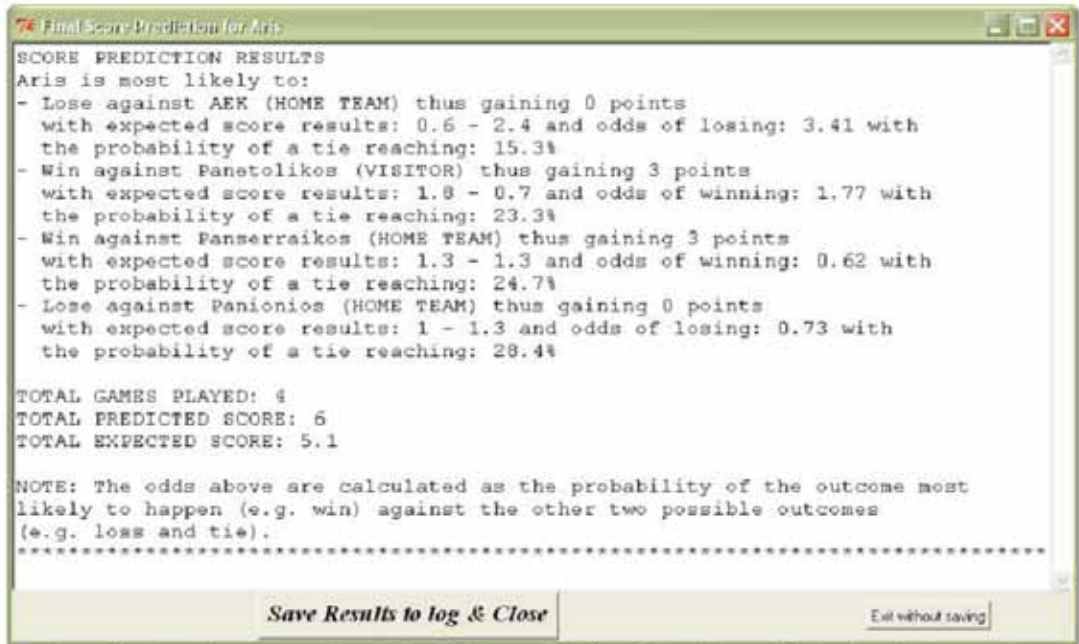 Final Score Prediction for Aris
SCORE PREDICTION RESULTS
Aris is most likely to:
- Lose against AEK (HOME TEAM) thus gaining 0 points
with expected score results: 0.6 - 2.4 and odds of losing: 3.41 with
the probability of a tie reaching: 15.3%
- Win against Panetolikos (VISITOR) thus gaining 3 points
with expected score results: 1.8 - 0.7 and odds of winning: 1.77 with
the probability of a tie reaching: 23.3%
- Win against Panserraikos (HOME TEAM) thus gaining 3 points
with expected score results: 1.3 - 1.3 and odds of winning: 0.62 with
the probability of a tie reaching: 24.7%
- Lose against Panionios (HOME TEAM) thus gaining 0 points
with expected score results: 1 - 1.3 and odds of losing: 0.73 with
the probability of a tie reaching: 28.4%
TOTAL GAMES PLAYED: 4
TOTAL PREDICTED SCORE: 6
TOTAL EXPECTED SCORE: 5.1
NOTE: The odds above are calculated as the probability of the outcome most
likely to happen (e.g. win) against the other two possible outcomes
(e.g. loss and tie).
********************************************************************************
Save Results to log & Close
Exit without saving